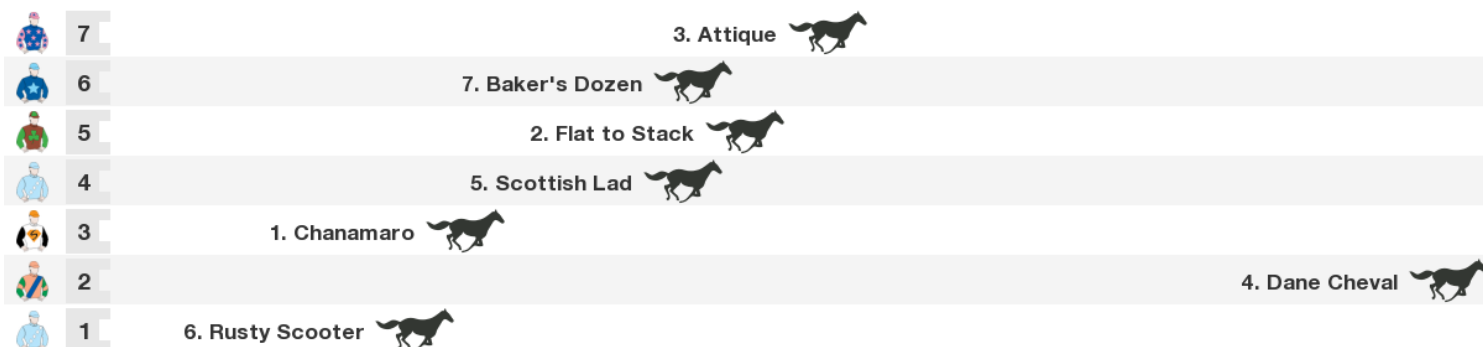 7 3. Attique
6 7. Baker's Dozen
5 2. Flat to Stack
4 5. Scottish Lad
3 1. Chanamaro
2 4. Dane Cheval
1 6. Rusty Scooter